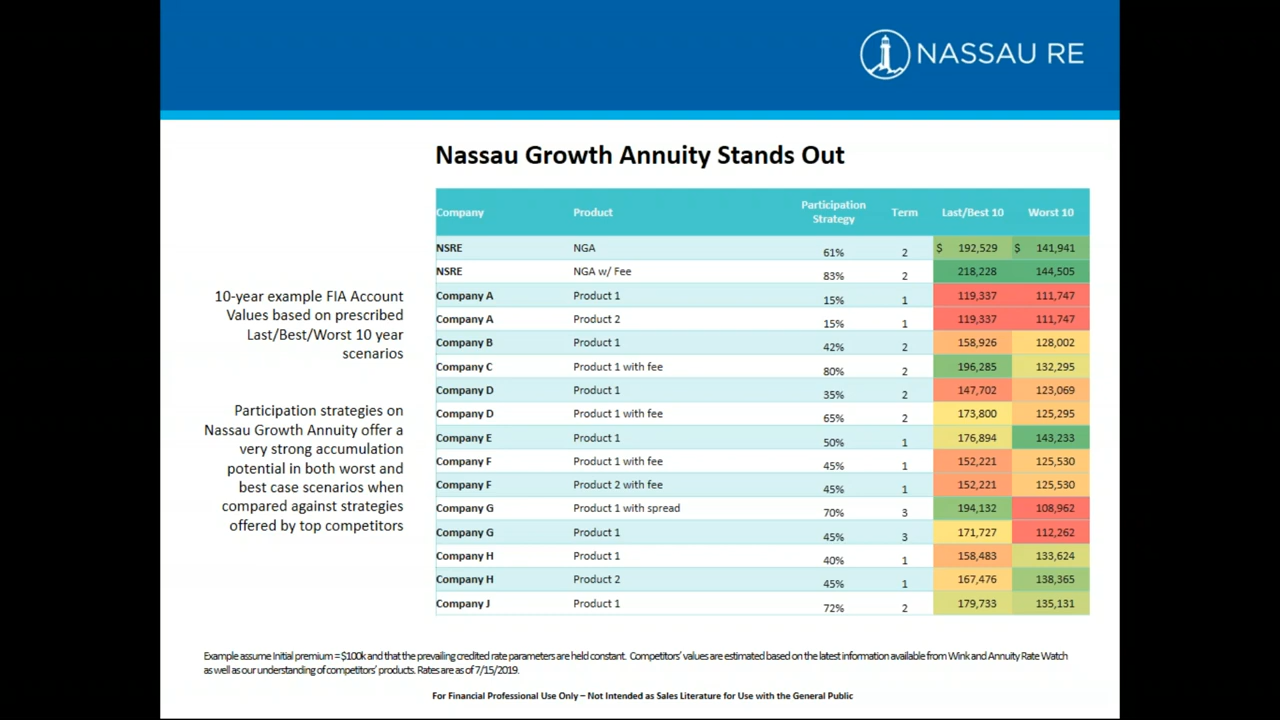 NASSAU RE
Nassau Growth Annuity Stands Out
10-year example FIA Account
Values based on prescribed
Last/Best/Worst 10 year
scenarios
Participation strategies on
Nassau Growth Annuity offer a
very strong accumulation
potential in both worst and
best case scenarios when
compared against strategies
offered by top competitors
Company Product Participation Strategy Term Last/Best 10 Worst 10
NSRE NGA 61% 2 $ 192,529 $ 141,941
NSRE NGA w/ Fee 83% 2 218,228 144,505
Company A Product 1 15% 1 119,337 111,747
Company A Product 2 15% 1 119,337 111,747
Company B Product 1 42% 2 158,926 128,002
Company C Product 1 with fee 80% 2 196,285 132,295
Company D Product 1 35% 2 147,702 123,069
Company D Product 1 with fee 65% 2 173,800 125,295
Company E Product 1 50% 1 176,894 143,233
Company F Product 1 with fee 45% 1 152,221 125,530
Company F Product 2 with fee 45% 1 152,221 125,530
Company G Product 1 with spread 70% 3 194,132 108,962
Company G Product 1 45% 3 171,727 112,262
Company H Product 1 40% 1 158,483 133,624
Company H Product 2 45% 1 167,476 138,365
Company J Product 1 72% 2 179,733 135,131
Example assume Initial premium = $100k and that the prevailing credited rate parameters are held constant. Competitors' values are estimated based on the latest information available from Wink and Annuity Rate Watch
as well as our understanding of competitors' products. Rates are as of 7/15/2019.
For Financial Professional Use Only – Not Intended as Sales Literature for Use with the General Public